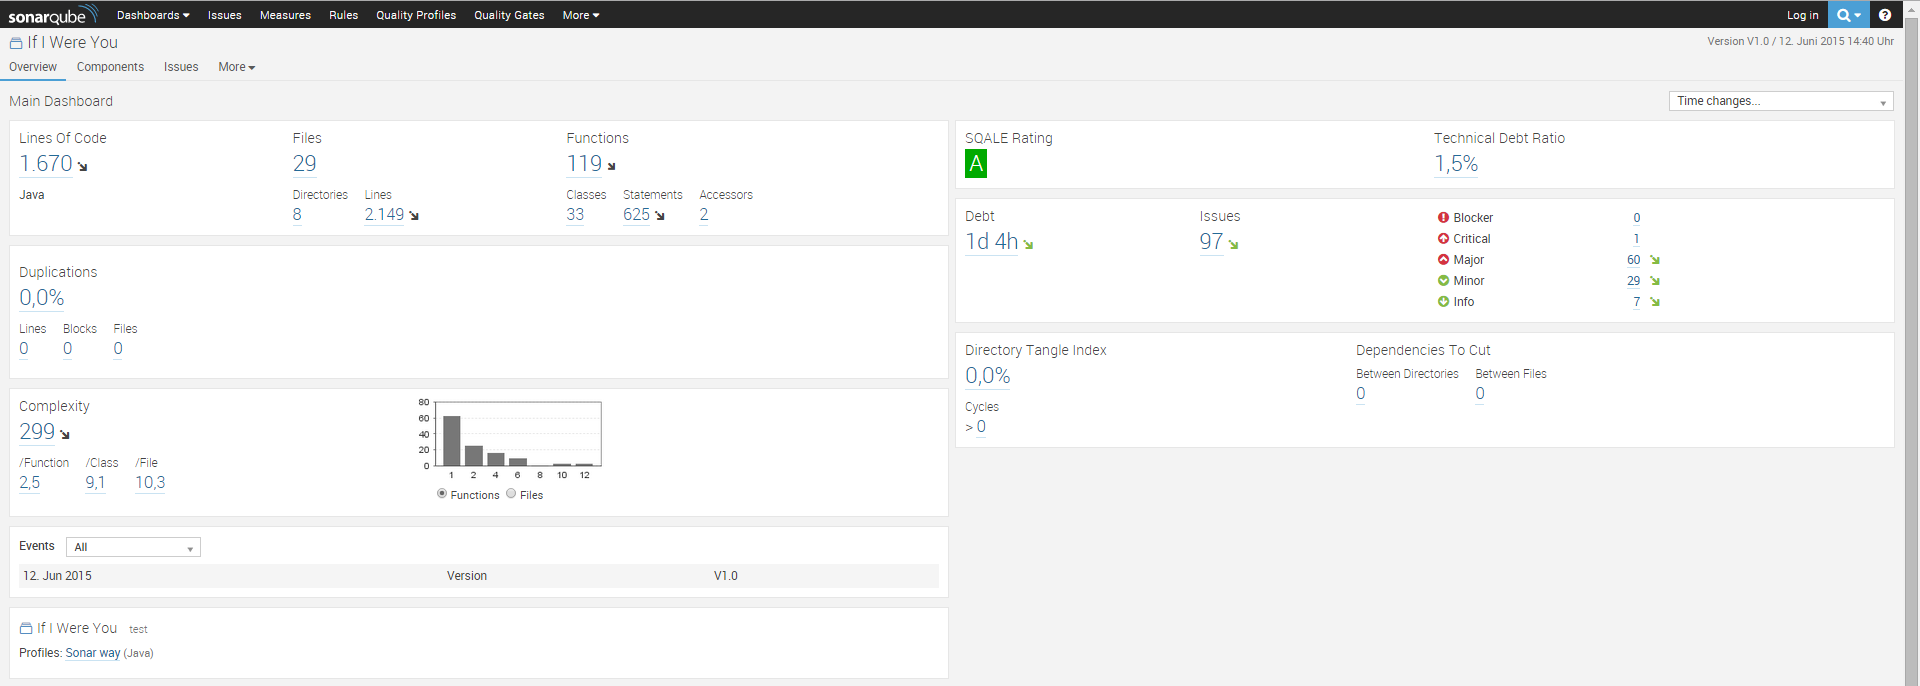 sonarqube Dashboards Issues Measures Rules Quality Profiles Quality Gates More Log in
If I Were You
Version V1.0 / 12. Juni 2015 14:40 Uhr
Overview Components Issues More
Main Dashboard
Time changes...
Lines Of Code Files Functions
1.670 29 119
Java
Directories Lines Classes Statements Accessors
8 2.149 33 625 2
Duplications
0,0%
Lines Blocks Files
0 0 0
Complexity
299
/Function /Class /File
2,5 9,1 10,3
80
60
40
20
0
1 2 4 6 8 10 12
Functions Files
Events All
12. Jun 2015 Version V1.0
If I Were You test
Profiles: Sonar way (Java)
SQALE Rating Technical Debt Ratio
A 1,5%
Debt Issues
1d 4h 97
Blocker 0
Critical 1
Major 60
Minor 29
Info 7
Directory Tangle Index
0,0%
Cycles
> 0
Dependencies To Cut
Between Directories Between Files
0 0